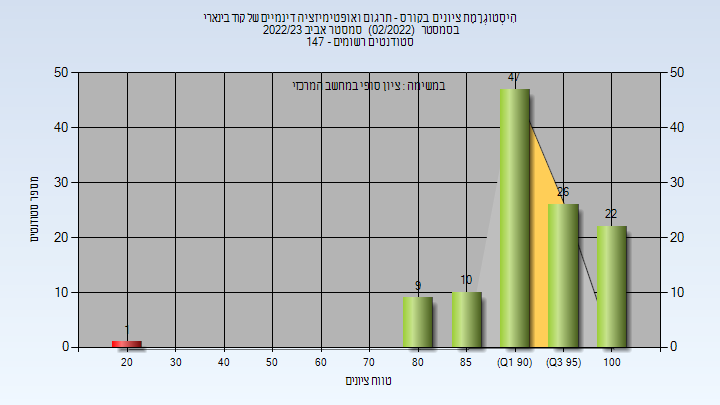 היסטוגרמת ציונים בקורס - תרגום ואופטימיזציה דינמיים של קוד בינארי
בסמסטר (02/2022) סמסטר אביב 2022/23
סטודנטים רשומים - 147
במשימה : ציון סופי במחשב המרכזי
50 50
40 40
30 30
20 20
10 10
0 0
מספר סטודנטים
1 9 10 47 26 22
20 30 40 50 60 70 80 85 (Q1 90) (Q3 95) 100
טווח ציונים